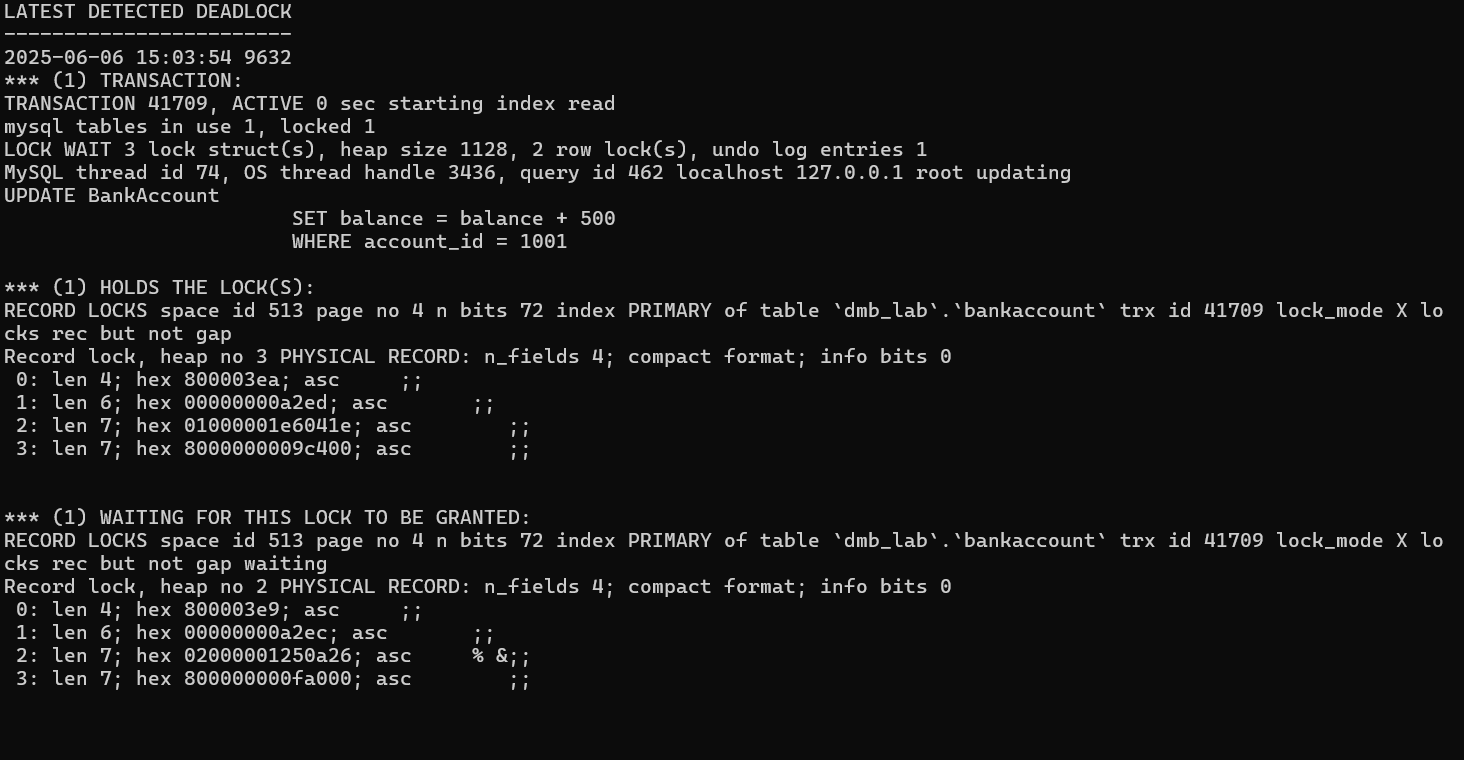 LATEST DETECTED DEADLOCK
------------------------
2025-06-06 15:03:54 9632
*** (1) TRANSACTION:
TRANSACTION 41709, ACTIVE 0 sec starting index read
mysql tables in use 1, locked 1
LOCK WAIT 3 lock struct(s), heap size 1128, 2 row lock(s), undo log entries 1
MySQL thread id 74, OS thread handle 3436, query id 462 localhost 127.0.0.1 root updating
UPDATE BankAccount
                        SET balance = balance + 500
                        WHERE account_id = 1001

*** (1) HOLDS THE LOCK(S):
RECORD LOCKS space id 513 page no 4 n bits 72 index PRIMARY of table `dmb_lab`.`bankaccount` trx id 41709 lock_mode X lo
cks rec but not gap
Record lock, heap no 3 PHYSICAL RECORD: n_fields 4; compact format; info bits 0
 0: len 4; hex 800003ea; asc     ;;
 1: len 6; hex 00000000a2ed; asc       ;;
 2: len 7; hex 01000001e6041e; asc        ;;
 3: len 7; hex 8000000009c400; asc        ;;


*** (1) WAITING FOR THIS LOCK TO BE GRANTED:
RECORD LOCKS space id 513 page no 4 n bits 72 index PRIMARY of table `dmb_lab`.`bankaccount` trx id 41709 lock_mode X lo
cks rec but not gap waiting
Record lock, heap no 2 PHYSICAL RECORD: n_fields 4; compact format; info bits 0
 0: len 4; hex 800003e9; asc     ;;
 1: len 6; hex 00000000a2ec; asc       ;;
 2: len 7; hex 02000001250a26; asc     % &;;
 3: len 7; hex 800000000fa000; asc        ;;